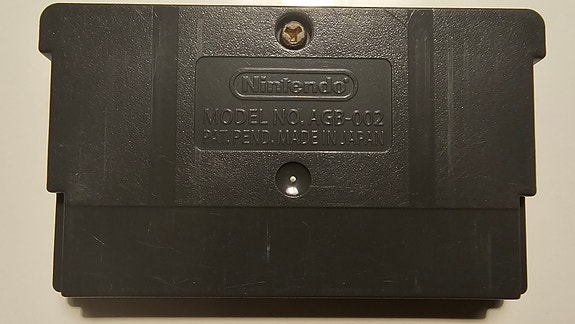 Nintendo
MODEL NO. AGB-002
PAT. PEND. MADE IN JAPAN